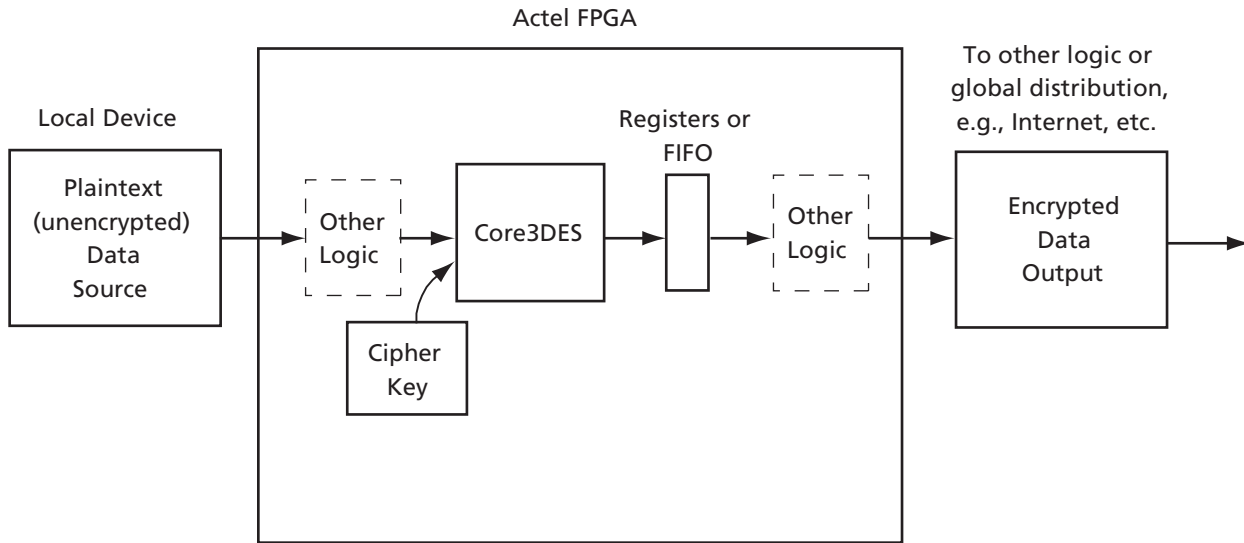 Actel FPGA
Local Device
Plaintext
(unencrypted)
Data
Source
Other
Logic
Cipher
Key
Core3DES
Registers or
FIFO
Other
Logic
To other logic or
global distribution,
e.g., Internet, etc.
Encrypted
Data
Output